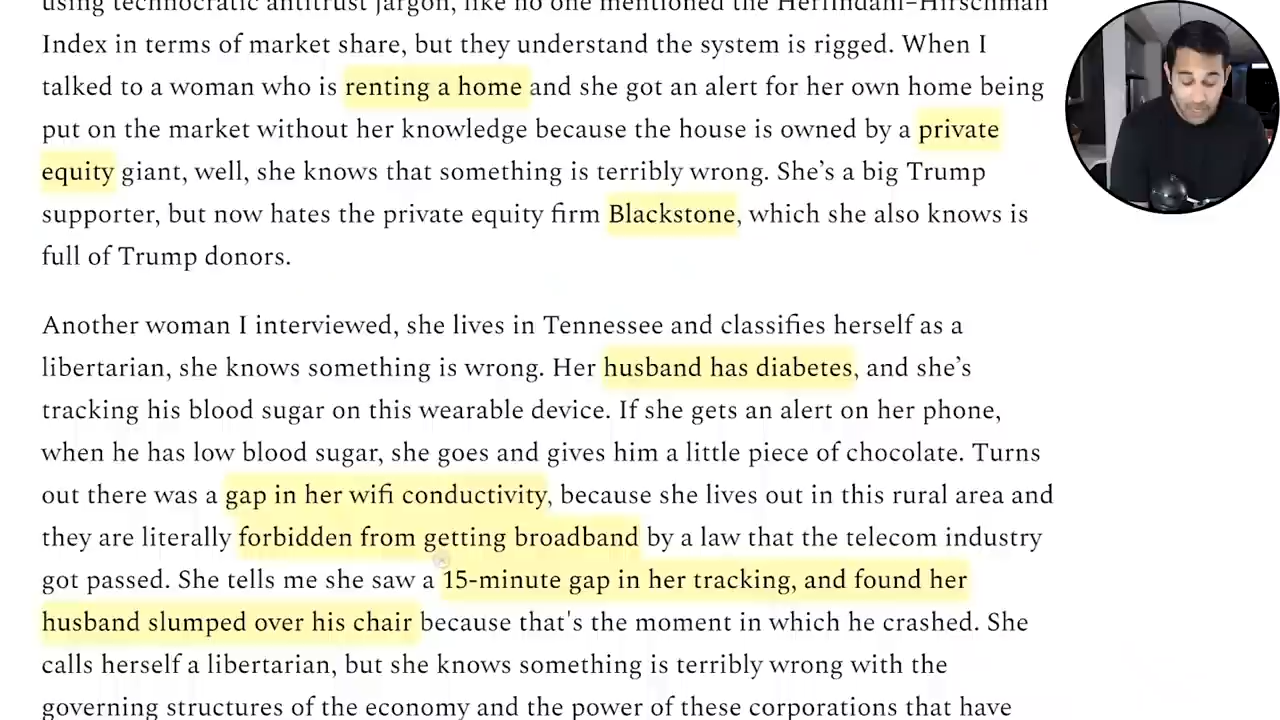 using technocratic antitrust jargon, like no one mentioned the Herfindahl–Hirschman
Index in terms of market share, but they understand the system is rigged. When I
talked to a woman who is renting a home and she got an alert for her own home being
put on the market without her knowledge because the house is owned by a private
equity giant, well, she knows that something is terribly wrong. She’s a big Trump
supporter, but now hates the private equity firm Blackstone, which she also knows is
full of Trump donors.
Another woman I interviewed, she lives in Tennessee and classifies herself as a
libertarian, she knows something is wrong. Her husband has diabetes, and she’s
tracking his blood sugar on this wearable device. If she gets an alert on her phone,
when he has low blood sugar, she goes and gives him a little piece of chocolate. Turns
out there was a gap in her wifi conductivity, because she lives out in this rural area and
they are literally forbidden from getting broadband by a law that the telecom industry
got passed. She tells me she saw a 15-minute gap in her tracking, and found her
husband slumped over his chair because that's the moment in which he crashed. She
calls herself a libertarian, but she knows something is terribly wrong with the
governing structures of the economy and the power of these corporations that have